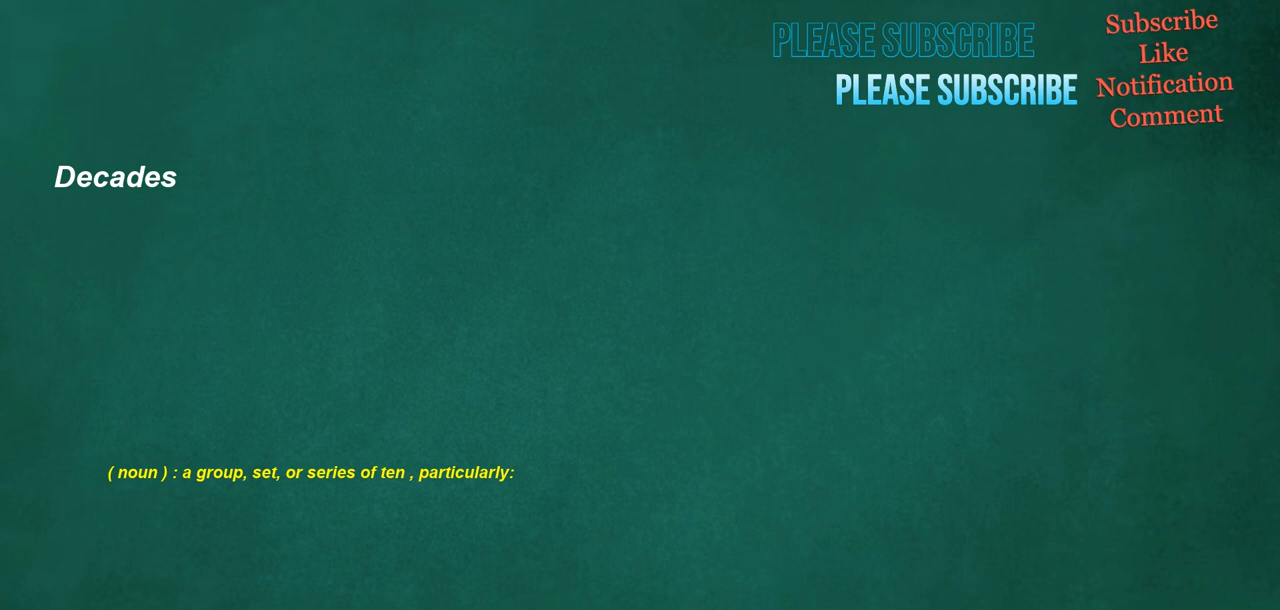 PLEASE SUBSCRIBE
PLEASE SUBSCRIBE
Subscribe
Like
Notification
Comment
Decades
( noun ) : a group, set, or series of ten , particularly: